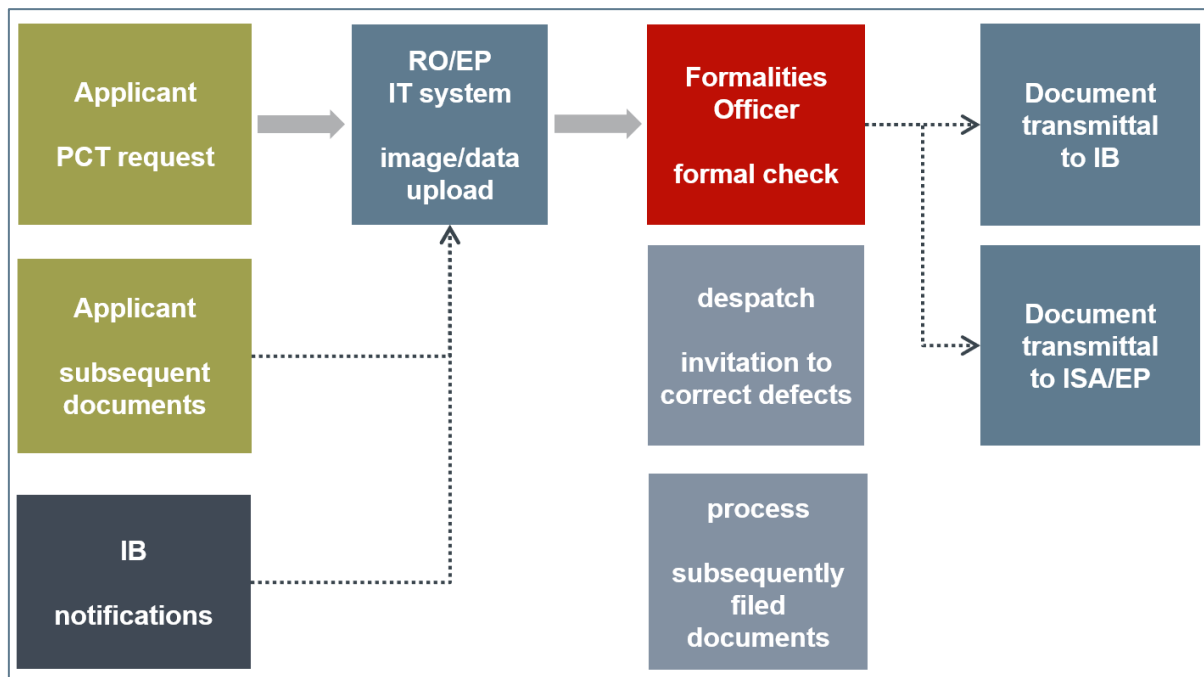 Applicant
PCT request
RO/EP
IT system
image/data
upload
Formalities
Officer
formal check
Document
transmittal
to IB
Applicant
subsequent
documents
despatch
invitation to
correct defects
Document
transmittal
to ISA/EP
IB
notifications
process
subsequently
filed
documents